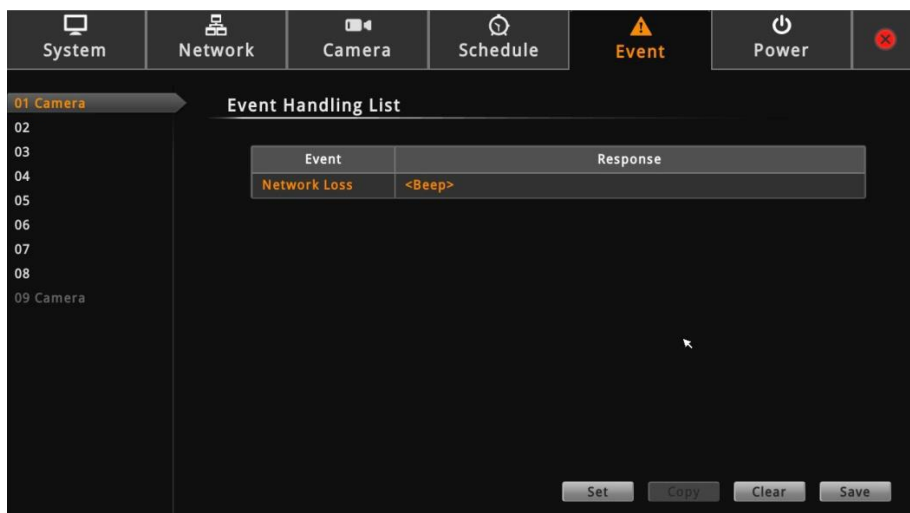 System Network Camera Schedule Event Power
01 Camera
02
03
04
05
06
07
08
09 Camera
Event Handling List
Event Response
Network Loss <Beep>
Set Copy Clear Save